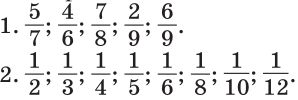 1. 5/7; 4/6; 7/8; 2/9; 6/9.
2. 1/2; 1/3; 1/4; 1/5; 1/6; 1/8; 1/10; 1/12.